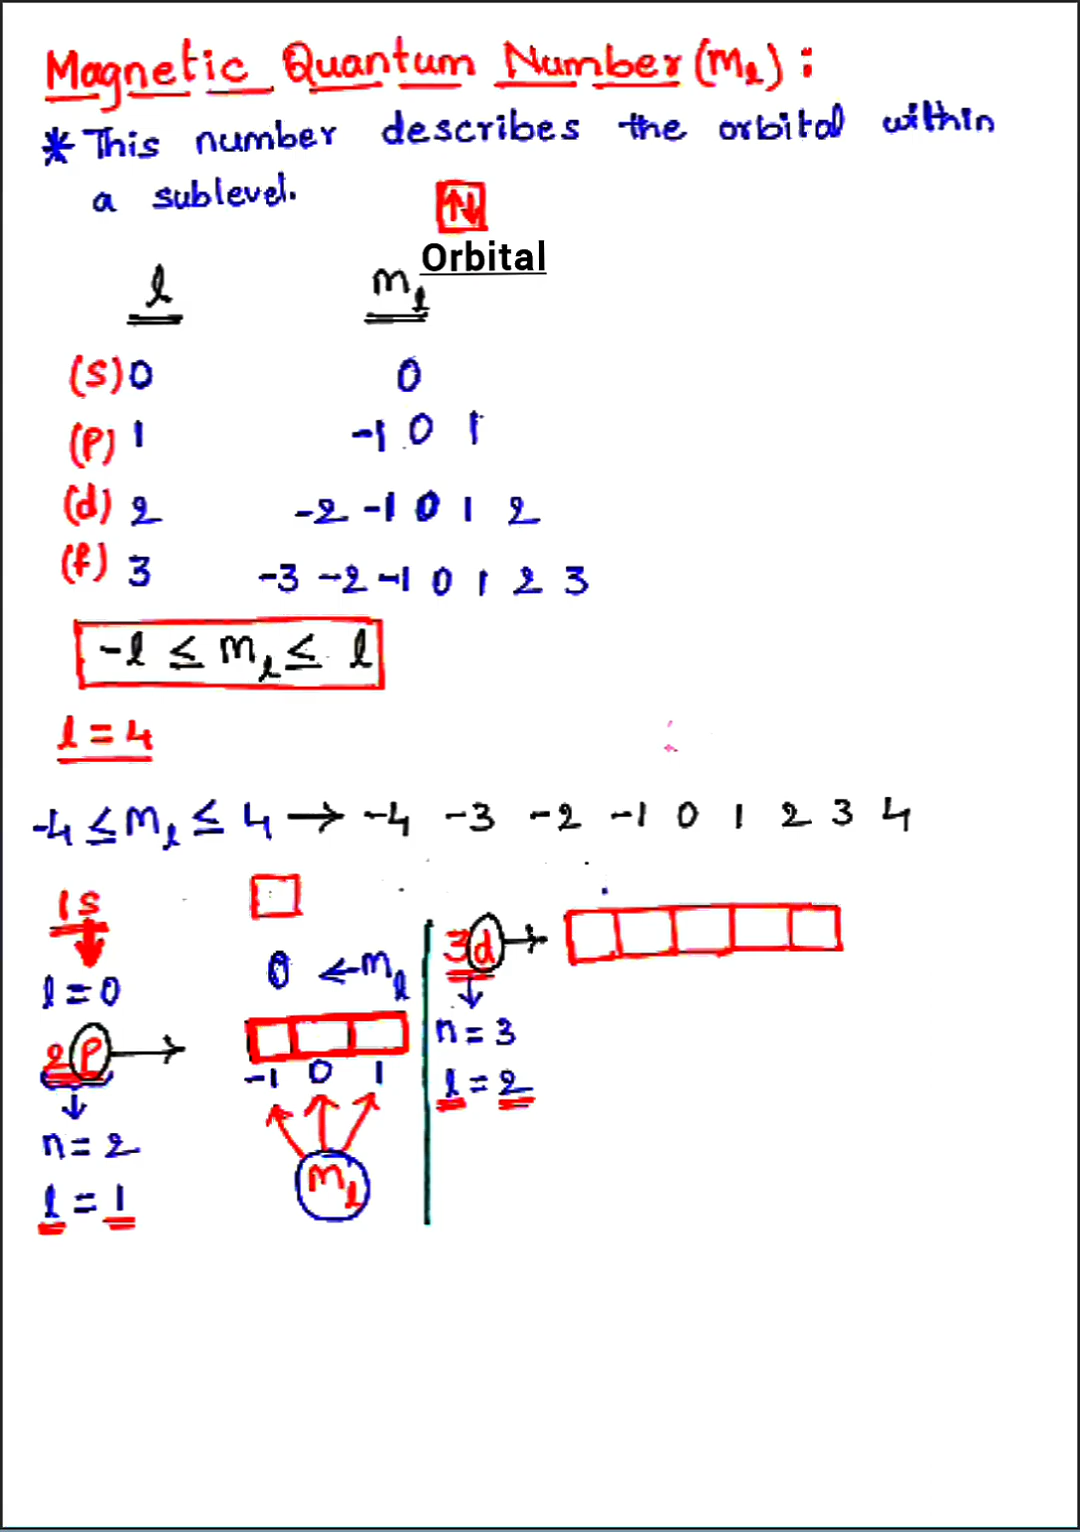 Magnetic Quantum Number (ml) :
* This number describes the orbital within
a sublevel.
↑↓
Orbital
l ml
(S) 0 0
(P) 1 -1 0 1
(d) 2 -2 -1 0 1 2
(f) 3 -3 -2 -1 0 1 2 3
-l ≤ ml ≤ l
l = 4
-4 ≤ ml ≤ 4 → -4 -3 -2 -1 0 1 2 3 4
1s
l = 0
0 ← ml
2p →
-1 0 1
n = 2
l = 1
ml
3d →
n = 3
l = 2